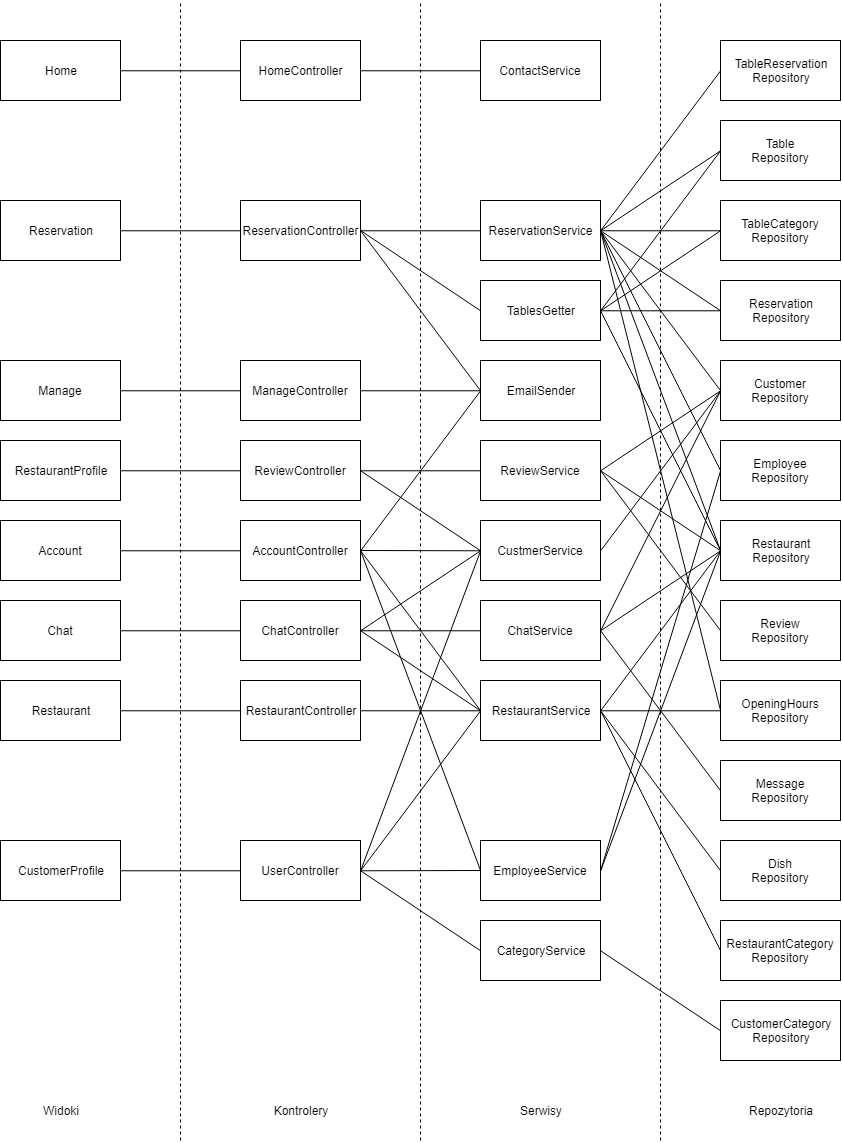 Home
HomeController
ContactService
TableReservation
Repository
Table
Repository
Reservation
ReservationController
ReservationService
TableCategory
Repository
TablesGetter
Reservation
Repository
Manage
ManageController
EmailSender
Customer
Repository
RestaurantProfile
ReviewController
ReviewService
Employee
Repository
Account
AccountController
CustmerService
Restaurant
Repository
Chat
ChatController
ChatService
Review
Repository
Restaurant
RestaurantController
RestaurantService
OpeningHours
Repository
Message
Repository
CustomerProfile
UserController
EmployeeService
Dish
Repository
CategoryService
RestaurantCategory
Repository
CustomerCategory
Repository
Widoki
Kontrolery
Serwisy
Repozytoria